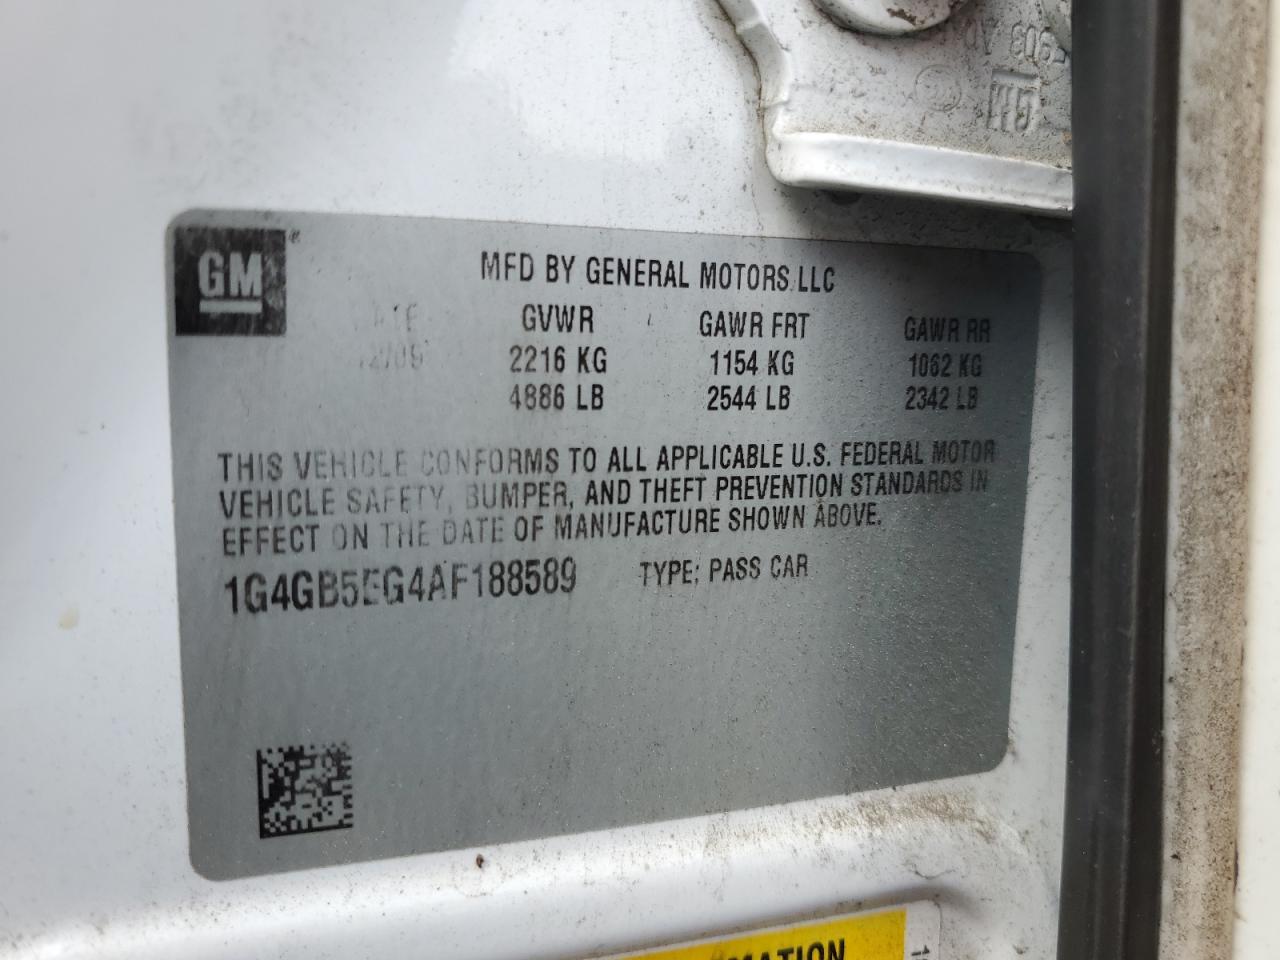 GM
GM
MFD BY GENERAL MOTORS LLC
GVWR GAWR FRT GAWR RR
2216 KG 1154 KG 1062 KG
4886 LB 2544 LB 2342 LB
THIS VEHICLE CONFORMS TO ALL APPLICABLE U.S. FEDERAL MOTOR
VEHICLE SAFETY, BUMPER, AND THEFT PREVENTION STANDARDS IN
EFFECT ON THE DATE OF MANUFACTURE SHOWN ABOVE.
1G4GB5EG4AF188589 TYPE: PASS CAR